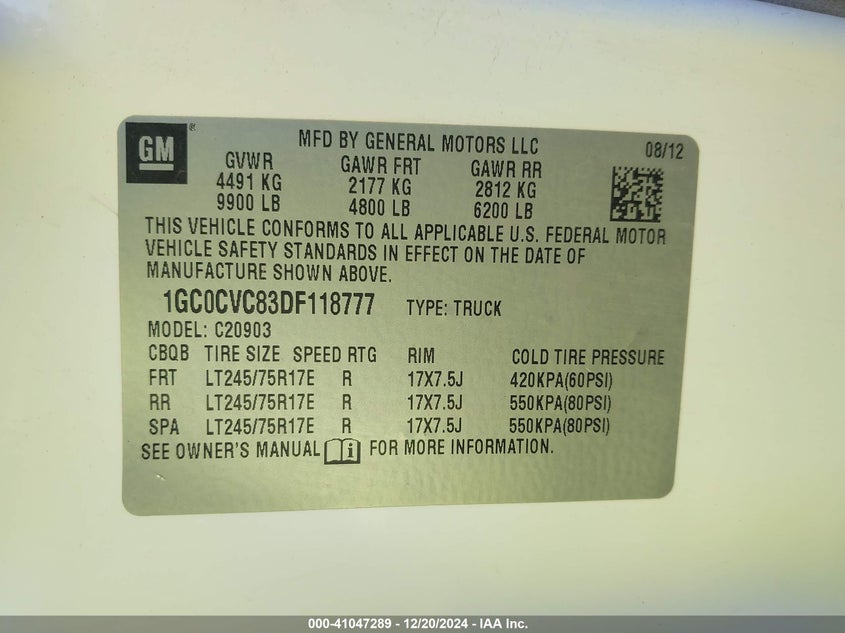 GM
MFD BY GENERAL MOTORS LLC 08/12
GVWR GAWR FRT GAWR RR
4491 KG 2177 KG 2812 KG
9900 LB 4800 LB 6200 LB
THIS VEHICLE CONFORMS TO ALL APPLICABLE U.S. FEDERAL MOTOR
VEHICLE SAFETY STANDARDS IN EFFECT ON THE DATE OF
MANUFACTURE SHOWN ABOVE.
1GC0CVC83DF118777 TYPE: TRUCK
MODEL: C20903
CBQB TIRE SIZE SPEED RTG RIM COLD TIRE PRESSURE
FRT LT245/75R17E R 17X7.5J 420KPA(60PSI)
RR LT245/75R17E R 17X7.5J 550KPA(80PSI)
SPA LT245/75R17E R 17X7.5J 550KPA(80PSI)
SEE OWNER'S MANUAL i FOR MORE INFORMATION.
000-41047289 - 12/20/2024 - IAA Inc.